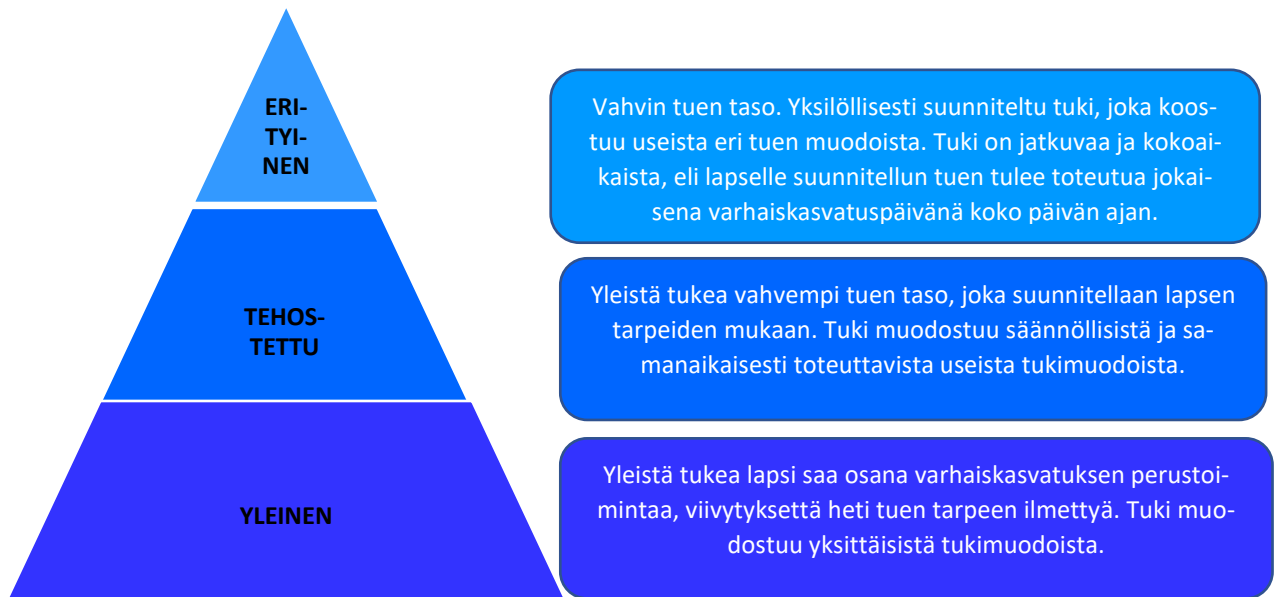 ERI-
TYI-
NEN
Vahvin tuen taso. Yksilöllisesti suunniteltu tuki, joka koos-
tuu useista eri tuen muodoista. Tuki on jatkuvaa ja kokoai-
kaista, eli lapselle suunnitellun tuen tulee toteutua jokai-
sena varhaiskasvatuspäivänä koko päivän ajan.
TEHOS-
TETTU
Yleistä tukea vahvempi tuen taso, joka suunnitellaan lapsen
tarpeiden mukaan. Tuki muodostuu säännöllisistä ja sa-
manaikaisesti toteuttavista useista tukimuodoista.
YLEINEN
Yleistä tukea lapsi saa osana varhaiskasvatuksen perustoi-
mintaa, viivytyksettä heti tuen tarpeen ilmettyä. Tuki muo-
dostuu yksittäisistä tukimuodoista.